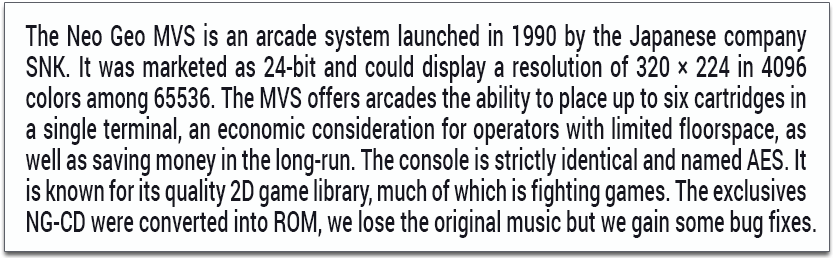 The Neo Geo MVS is an arcade system launched in 1990 by the Japanese company
SNK. It was marketed as 24-bit and could display a resolution of 320 × 224 in 4096
colors among 65536. The MVS offers arcades the ability to place up to six cartridges in
a single terminal, an economic consideration for operators with limited floorspace, as
well as saving money in the long-run. The console is strictly identical and named AES. It
is known for its quality 2D game library, much of which is fighting games. The exclusives
NG-CD were converted into ROM, we lose the original music but we gain some bug fixes.